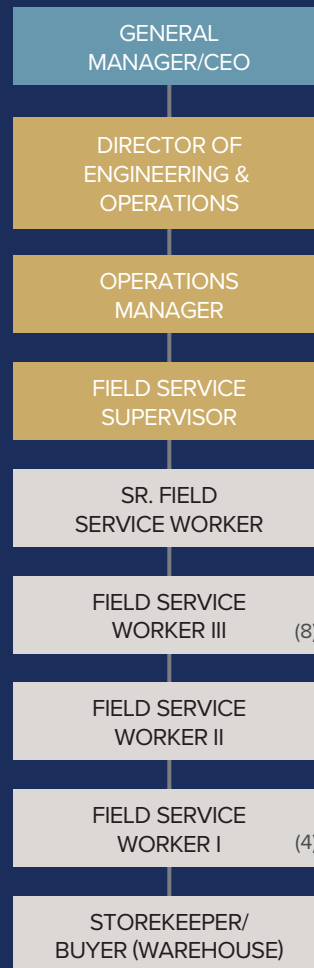 GENERAL
MANAGER/CEO
DIRECTOR OF
ENGINEERING &
OPERATIONS
OPERATIONS
MANAGER
FIELD SERVICE
SUPERVISOR
SR. FIELD
SERVICE WORKER
FIELD SERVICE
WORKER III (8)
FIELD SERVICE
WORKER II
FIELD SERVICE
WORKER I (4)
STOREKEEPER/
BUYER (WAREHOUSE)